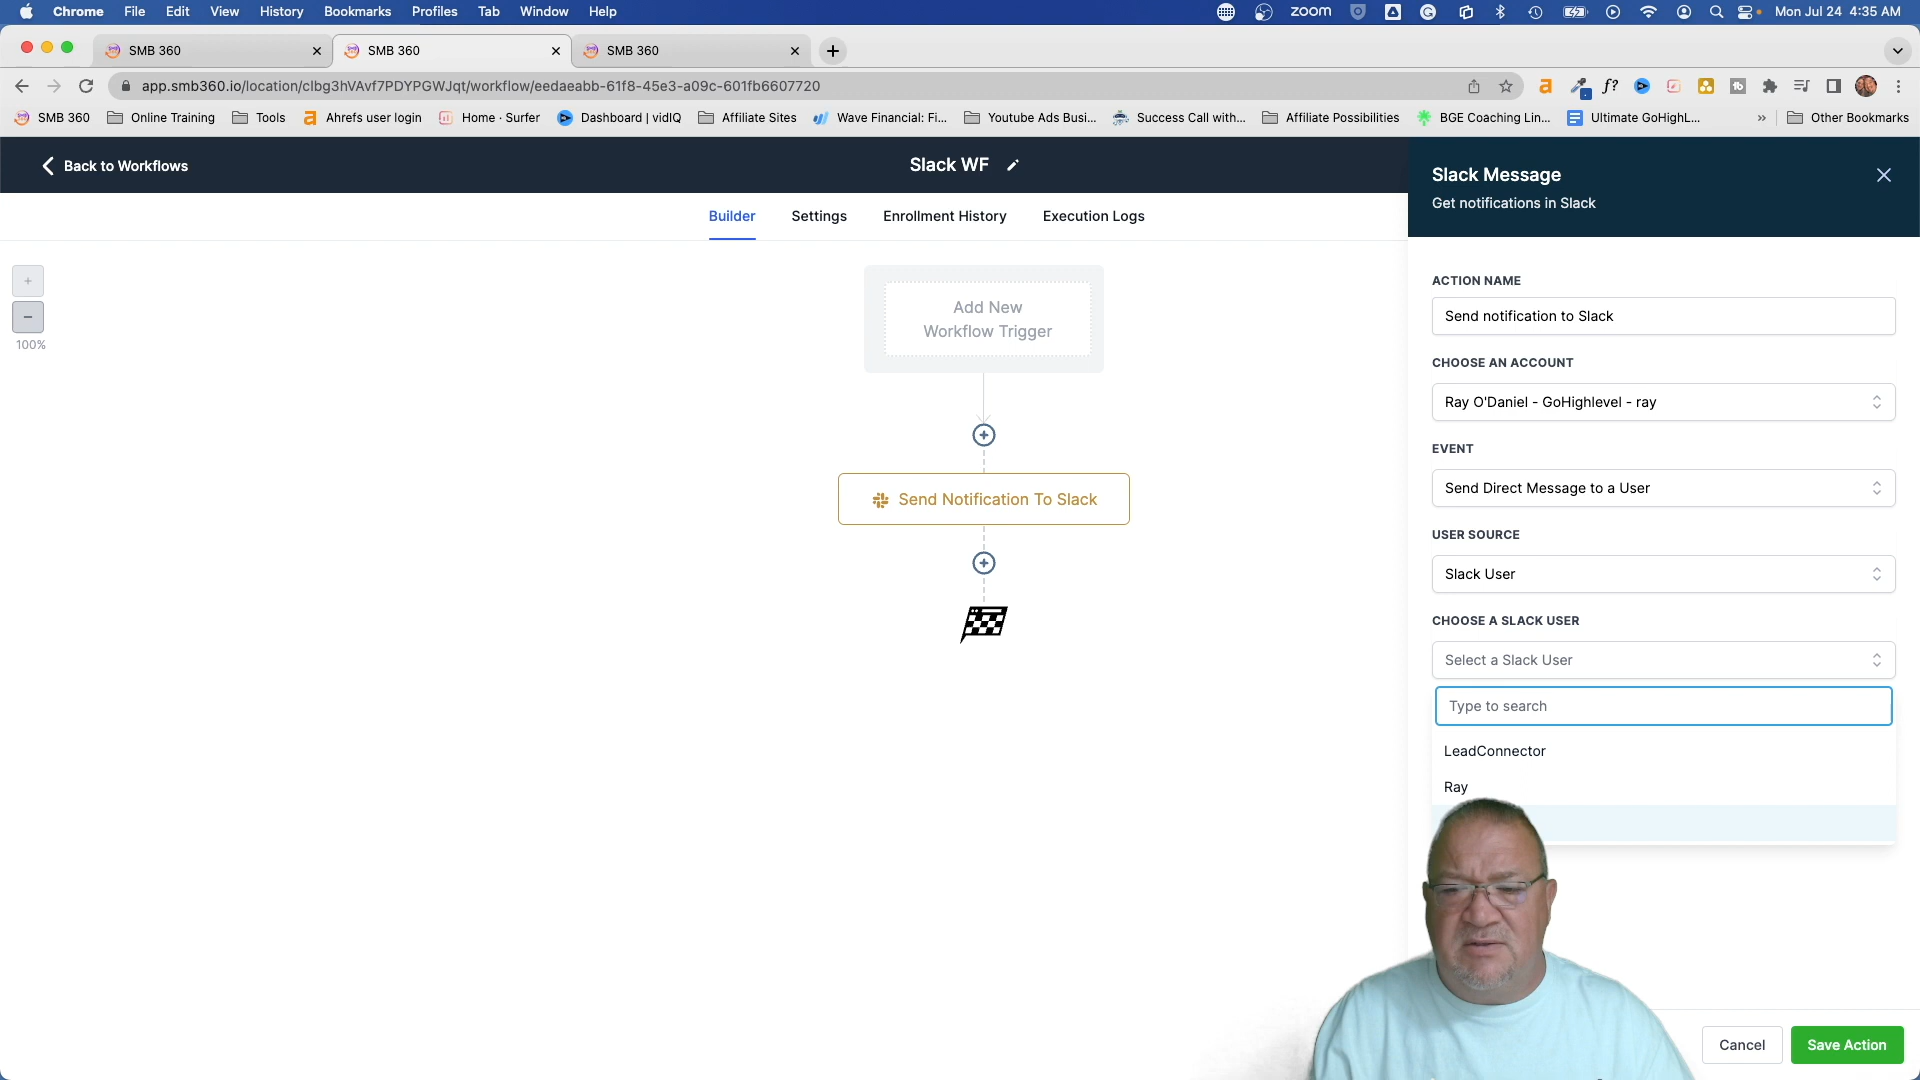 Chrome File Edit View History Bookmarks Profiles Tab Window Help zoom Mon Jul 24 4:35 AM
SMB 360 SMB 360 SMB 360
app.smb360.io/location/clbg3hVAvf7PDYPGWJqt/workflow/eedaeabb-61f8-45e3-a09c-601fb6607720
SMB 360 Online Training Tools Ahrefs user login Home · Surfer Dashboard | vidIQ Affiliate Sites Wave Financial: Fi... Youtube Ads Busi... Success Call with... Affiliate Possibilities BGE Coaching Lin... Ultimate GoHighL... » Other Bookmarks
Back to Workflows
Slack WF
Builder Settings Enrollment History Execution Logs
100%
Add New
Workflow Trigger
Send Notification To Slack
Slack Message
Get notifications in Slack
ACTION NAME
Send notification to Slack
CHOOSE AN ACCOUNT
Ray O'Daniel - GoHighlevel - ray
EVENT
Send Direct Message to a User
USER SOURCE
Slack User
CHOOSE A SLACK USER
Select a Slack User
Type to search
LeadConnector
Ray
Cancel Save Action